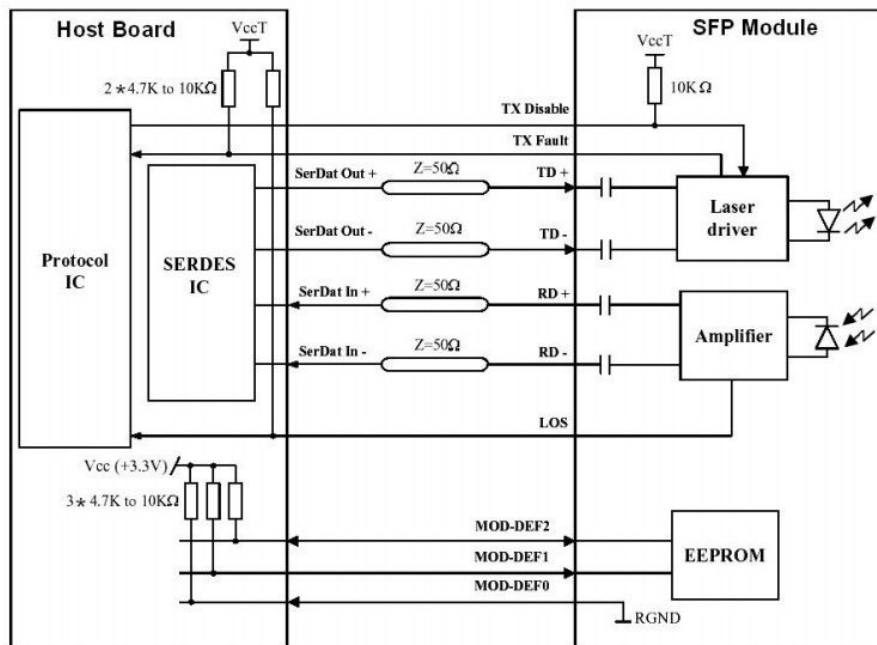 Host Board
SFP Module
VccT
VccT
2*4.7K to 10KΩ
10KΩ
TX Disable
TX Fault
SerDat Out +
Z=50Ω
TD +
SerDat Out -
Z=50Ω
TD -
Laser
driver
Protocol
IC
SERDES
IC
SerDat In +
Z=50Ω
RD +
SerDat In -
Z=50Ω
RD -
Amplifier
LOS
Vcc (+3.3V)
3*4.7K to 10KΩ
MOD-DEF2
MOD-DEF1
MOD-DEF0
EEPROM
RGND